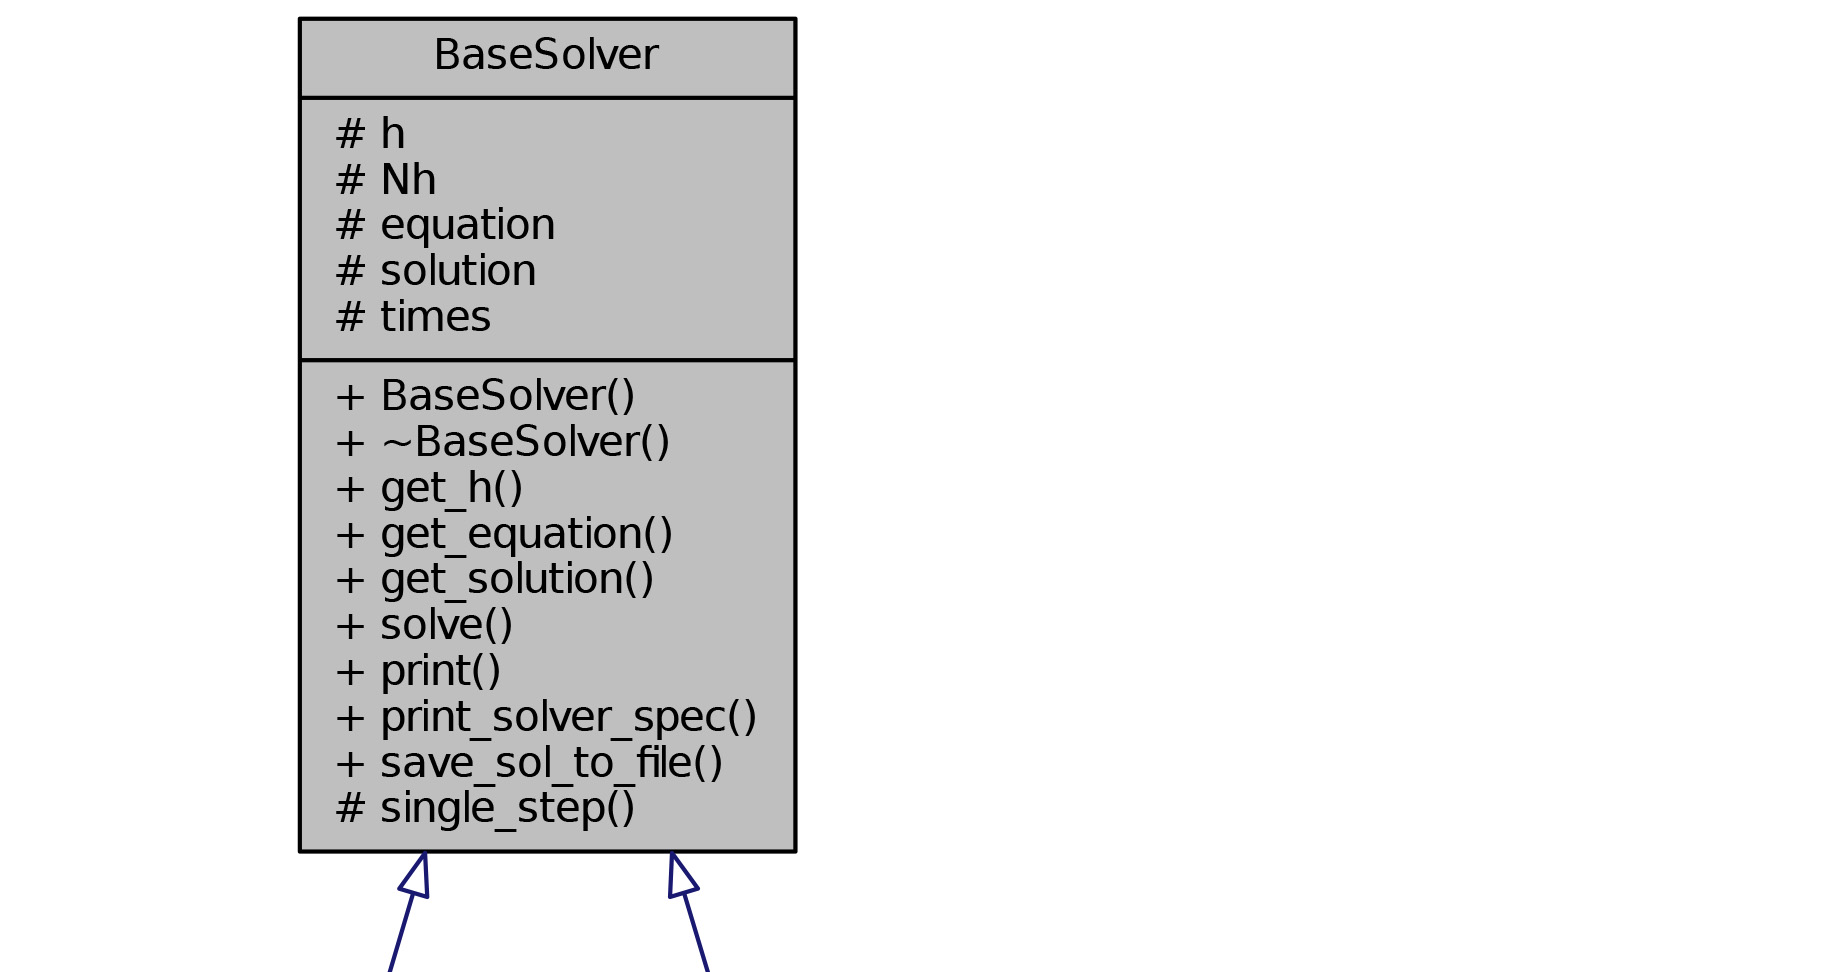 BaseSolver
# h
# Nh
# equation
# solution
# times
+ BaseSolver()
+ ~BaseSolver()
+ get_h()
+ get_equation()
+ get_solution()
+ solve()
+ print()
+ print_solver_spec()
+ save_sol_to_file()
# single_step()